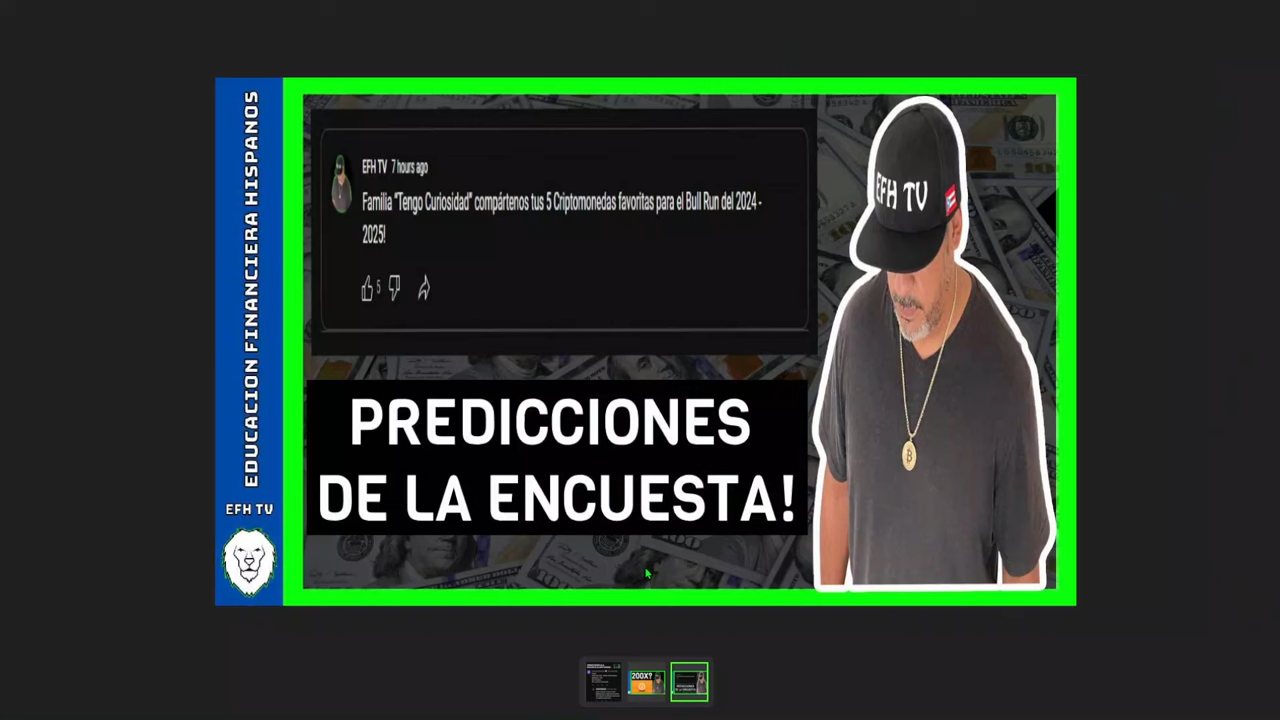 EDUCACION FINANCIERA HISPANOS
EFH TV
EFH TV 7 hours ago
Familia "Tengo Curiosidad" compártenos tus 5 Criptomonedas favoritas para el Bull Run del 2024 -
2025!
5
EFH TV
PREDICCIONES
DE LA ENCUESTA!
200X?